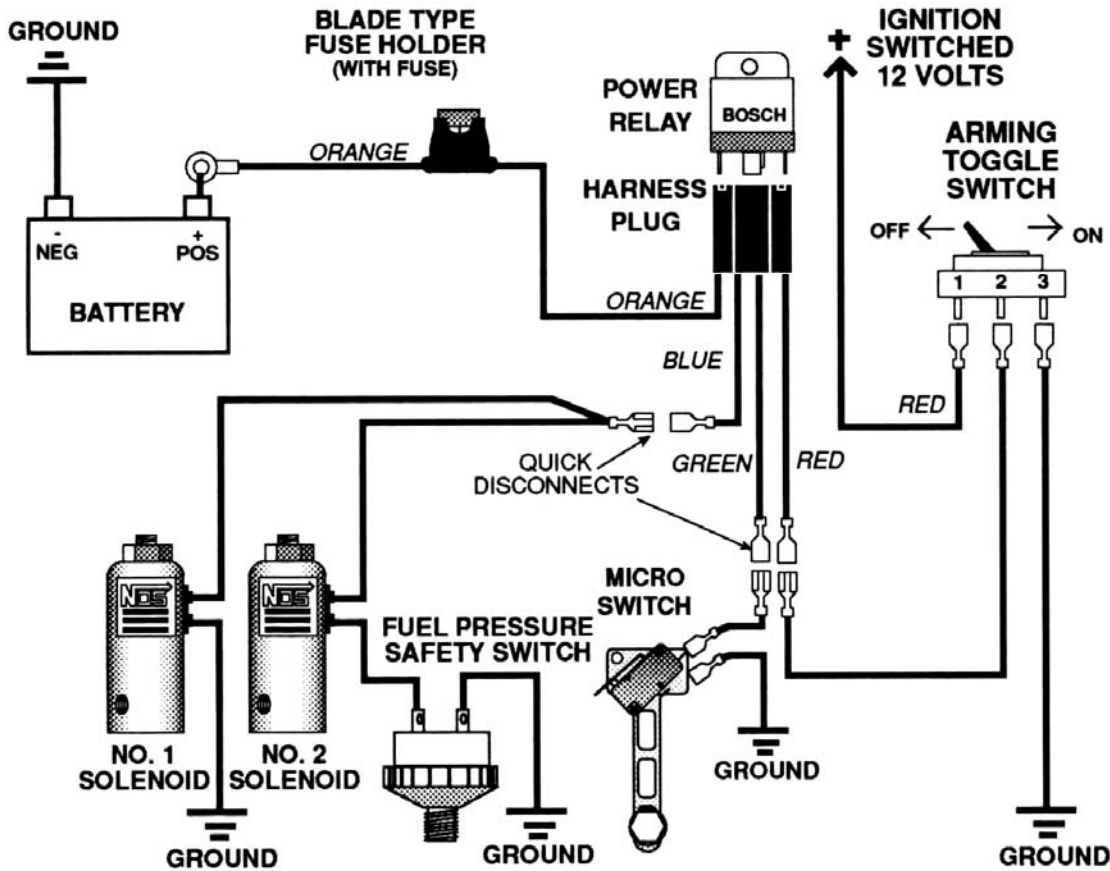 GROUND
BLADE TYPE
FUSE HOLDER
(WITH FUSE)
ORANGE
- NEG
+ POS
BATTERY
POWER
RELAY
BOSCH
HARNESS
PLUG
ORANGE
BLUE
+
IGNITION
SWITCHED
12 VOLTS
ARMING
TOGGLE
SWITCH
OFF
ON
1 2 3
RED
QUICK
DISCONNECTS
GREEN
RED
NOS
NOS
NO. 1
SOLENOID
NO. 2
SOLENOID
FUEL PRESSURE
SAFETY SWITCH
MICRO
SWITCH
GROUND
GROUND
GROUND
GROUND